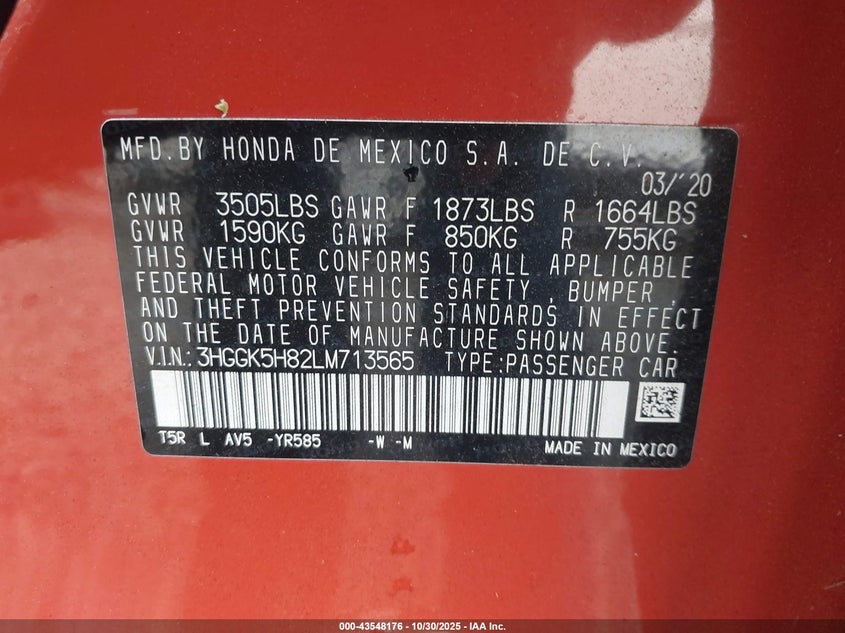 MFD. BY HONDA DE MEXICO S.A. DE C.V.
03/'20
GVWR 3505LBS GAWR F 1873LBS R 1664LBS
GVWR 1590KG GAWR F 850KG R 755KG
THIS VEHICLE CONFORMS TO ALL APPLICABLE
FEDERAL MOTOR VEHICLE SAFETY , BUMPER ,
AND THEFT PREVENTION STANDARDS IN EFFECT
ON THE DATE OF MANUFACTURE SHOWN ABOVE.
V.I.N.: 3HGGK5H82LM713565 TYPE:PASSENGER CAR
T5R L AV5 -YR585 -W -M MADE IN MEXICO
000-43548176 - 10/30/2025 - IAA Inc.